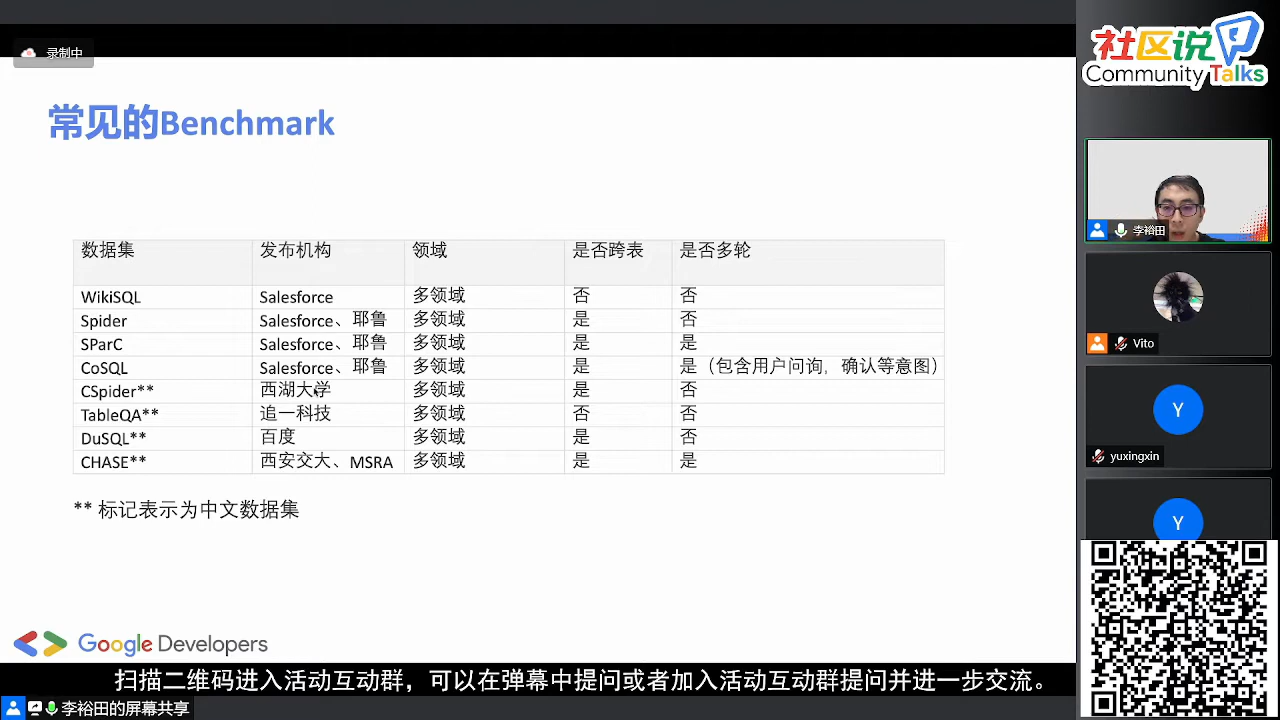 录制中
社区说
Community Talks
常见的Benchmark
数据集 发布机构 领域 是否跨表 是否多轮
WikiSQL Salesforce 多领域 否 否
Spider Salesforce、耶鲁 多领域 是 否
SParC Salesforce、耶鲁 多领域 是 是
CoSQL Salesforce、耶鲁 多领域 是 是（包含用户问询，确认等意图）
CSpider** 西湖大学 多领域 是 否
TableQA** 追一科技 多领域 否 否
DuSQL** 百度 多领域 是 否
CHASE** 西安交大、MSRA 多领域 是 是
** 标记表示为中文数据集
李裕田
Vito
Y
yuxingxin
Y
Google Developers
扫描二维码进入活动互动群，可以在弹幕中提问或者加入活动互动群提问并进一步交流。
李裕田的屏幕共享